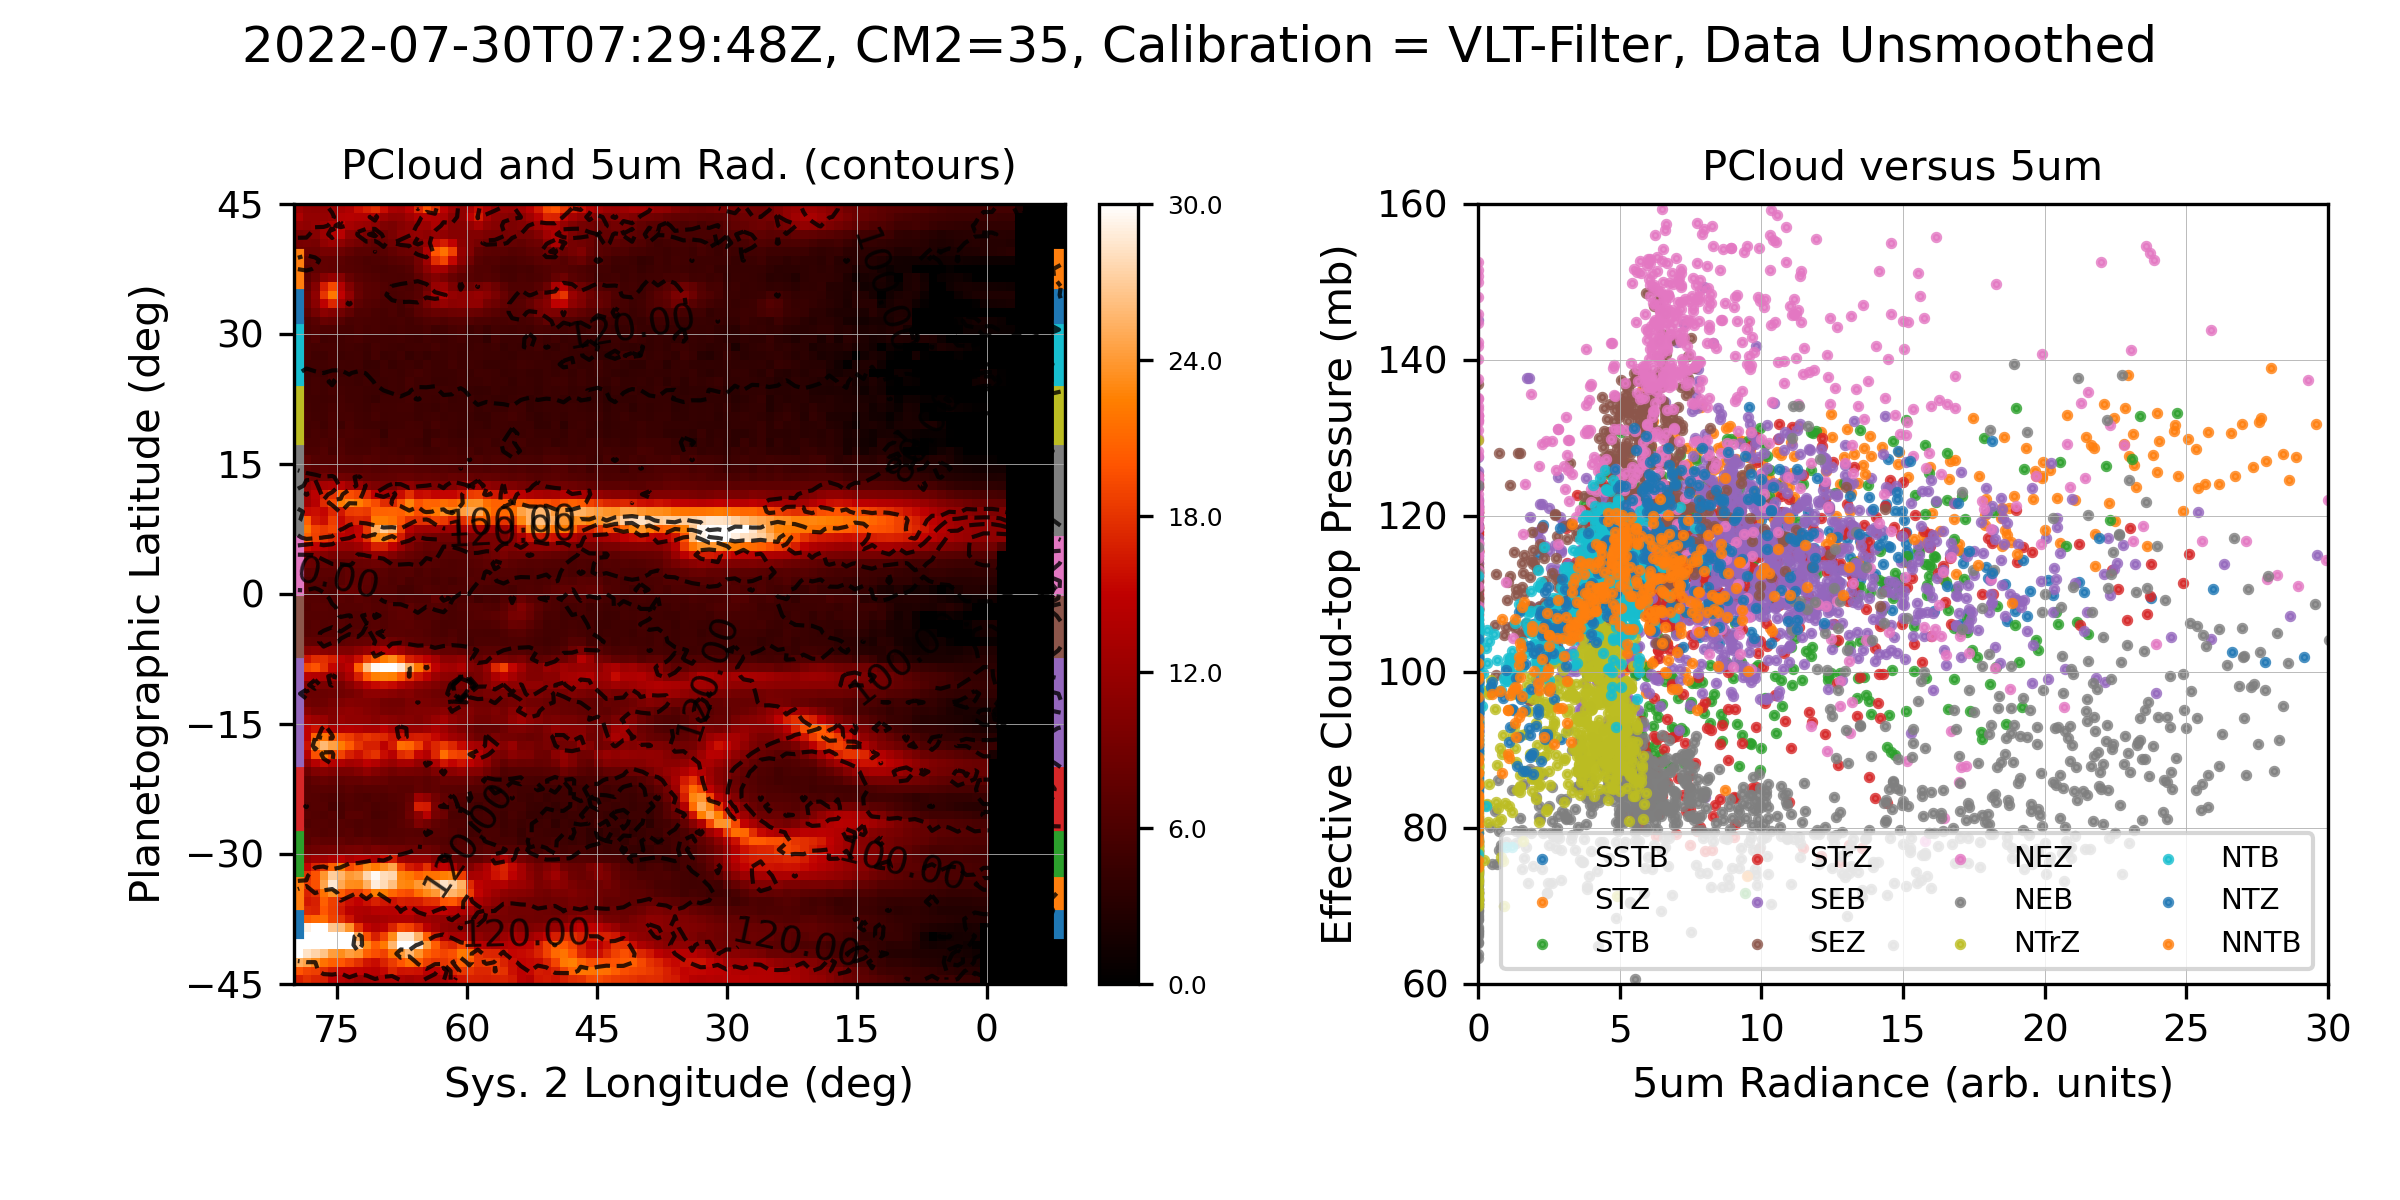 2022-07-30T07:29:48Z, CM2=35, Calibration = VLT-Filter, Data Unsmoothed
PCloud and 5um Rad. (contours)
Planetographic Latitude (deg)
45
30
15
0
−15
−30
−45
75
60
45
30
15
0
Sys. 2 Longitude (deg)
100.00
120.00
100.00
120.00
0.00
120.00
100.00
120.00
100.00
120.00
120.00
30.0
24.0
18.0
12.0
6.0
0.0
PCloud versus 5um
Effective Cloud-top Pressure (mb)
160
140
120
100
80
60
0
5
10
15
20
25
30
5um Radiance (arb. units)
SSTB
STZ
STB
STrZ
SEB
SEZ
NEZ
NEB
NTrZ
NTB
NTZ
NNTB